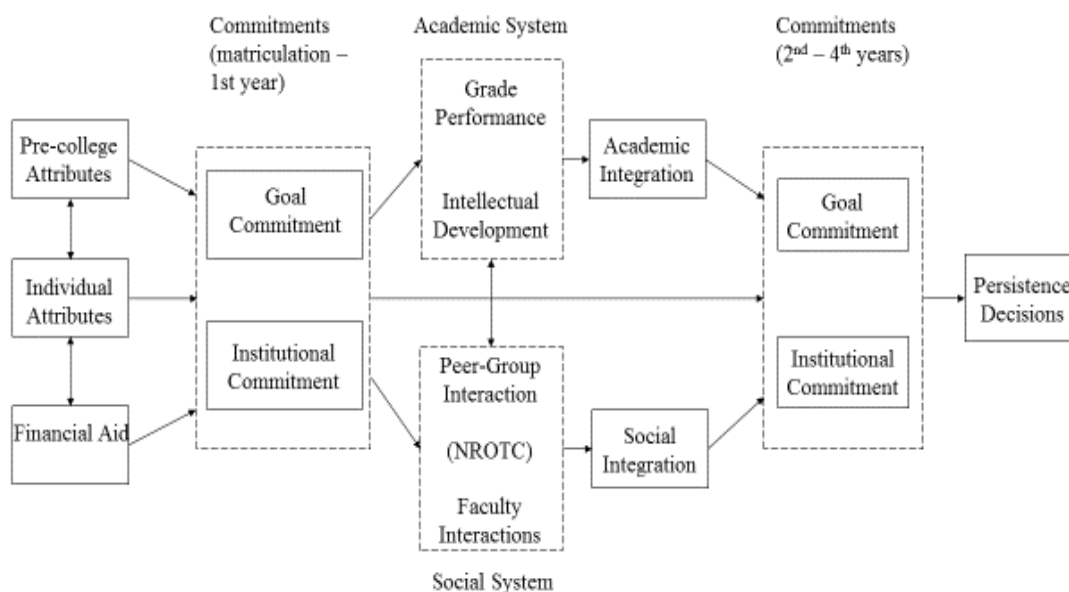 Commitments
(matriculation –
1st year)
Academic System
Commitments
(2nd – 4th years)
Pre-college
Attributes
Individual
Attributes
Financial Aid
Goal
Commitment
Institutional
Commitment
Grade
Performance
Intellectual
Development
Peer-Group
Interaction
(NROTC)
Faculty
Interactions
Social System
Academic
Integration
Social
Integration
Goal
Commitment
Institutional
Commitment
Persistence
Decisions